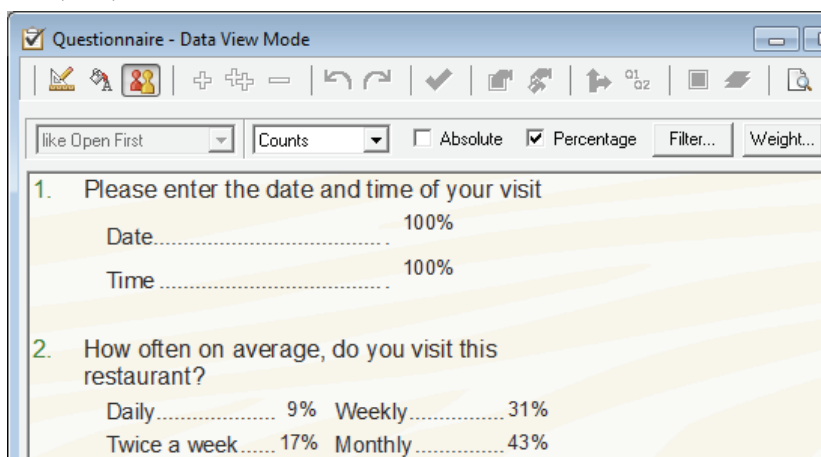 Questionnaire - Data View Mode
Q1
Q2
like Open First Counts Absolute Percentage Filter... Weight...
1. Please enter the date and time of your visit
Date.......................................... 100%
Time .......................................... 100%
2. How often on average, do you visit this
restaurant?
Daily.................... 9% Weekly................ 31%
Twice a week...... 17% Monthly............... 43%